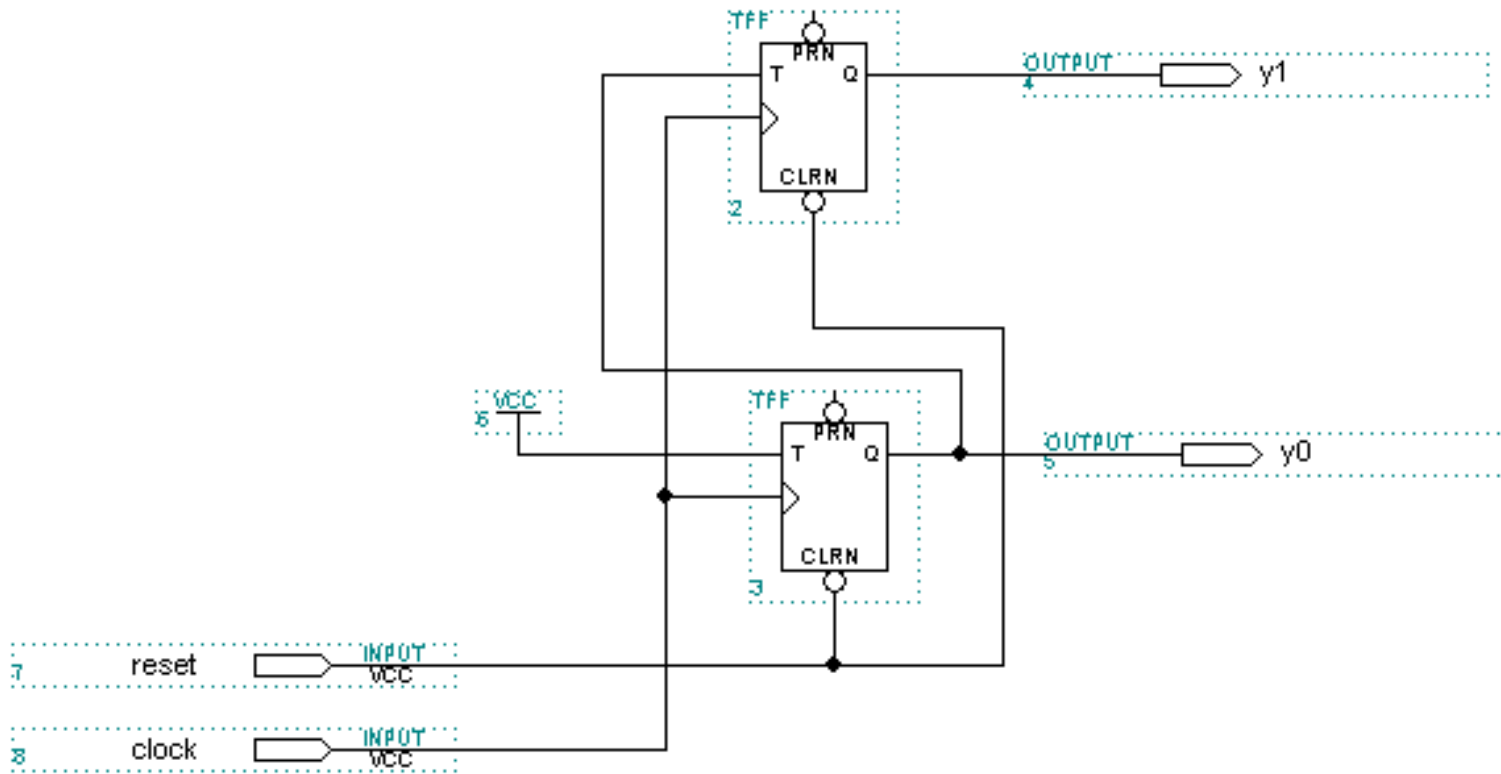 TFF
PRN
T Q
OUTPUT
4
y1
CLRN
2
VCC
6
TFF
PRN
T Q
OUTPUT
5
y0
CLRN
3
7
reset
INPUT
VCC
8
clock
INPUT
VCC